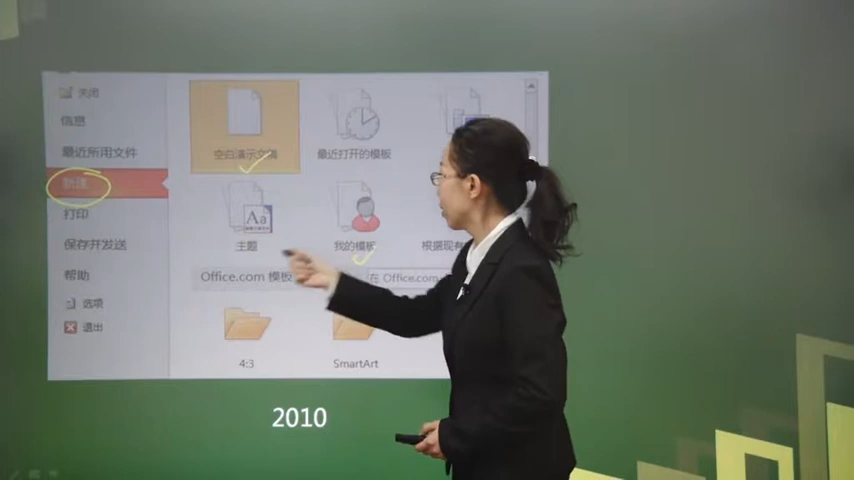 关闭
信息
最近所用文件
新建
打印
保存并发送
帮助
选项
退出
空白演示文稿
最近打开的模板
主题
我的模板
根据现有
Office.com 模板
在 Office.com
4:3
SmartArt
2010